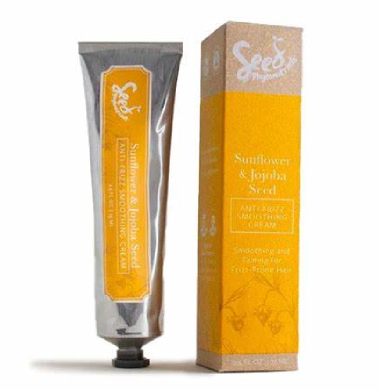 Seed
Sunflower & Jojoba Seed
ANTI-FRIZZ SMOOTHING CREAM
Seed
Phytonutrients
Sunflower
& Jojoba
Seed
ANTI-FRIZZ
SMOOTHING
CREAM
Smoothing and
Taming for
Frizz-Prone Hair